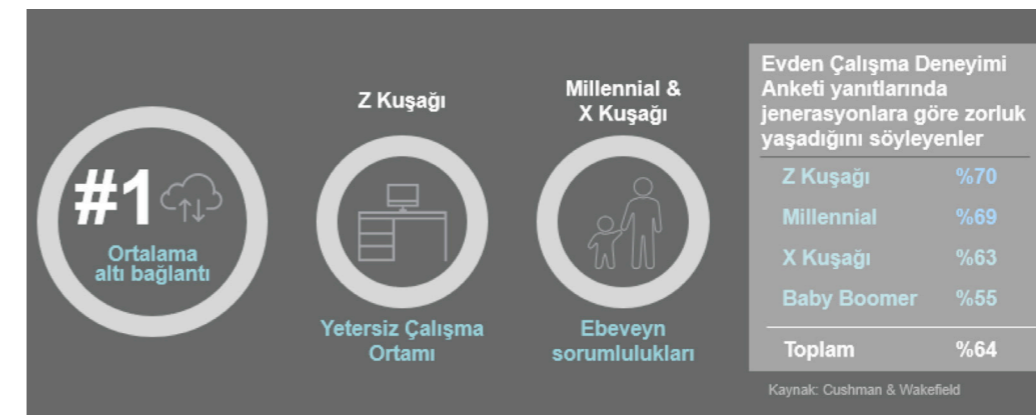 #1
Ortalama
altı bağlantı
Z Kuşağı
Yetersiz Çalışma
Ortamı
Millennial &
X Kuşağı
Ebeveyn
sorumlulukları
Evden Çalışma Deneyimi
Anketi yanıtlarında
jenerasyonlara göre zorluk
yaşadığını söyleyenler
Z Kuşağı %70
Millennial %69
X Kuşağı %63
Baby Boomer %55
Toplam %64
Kaynak: Cushman & Wakefield